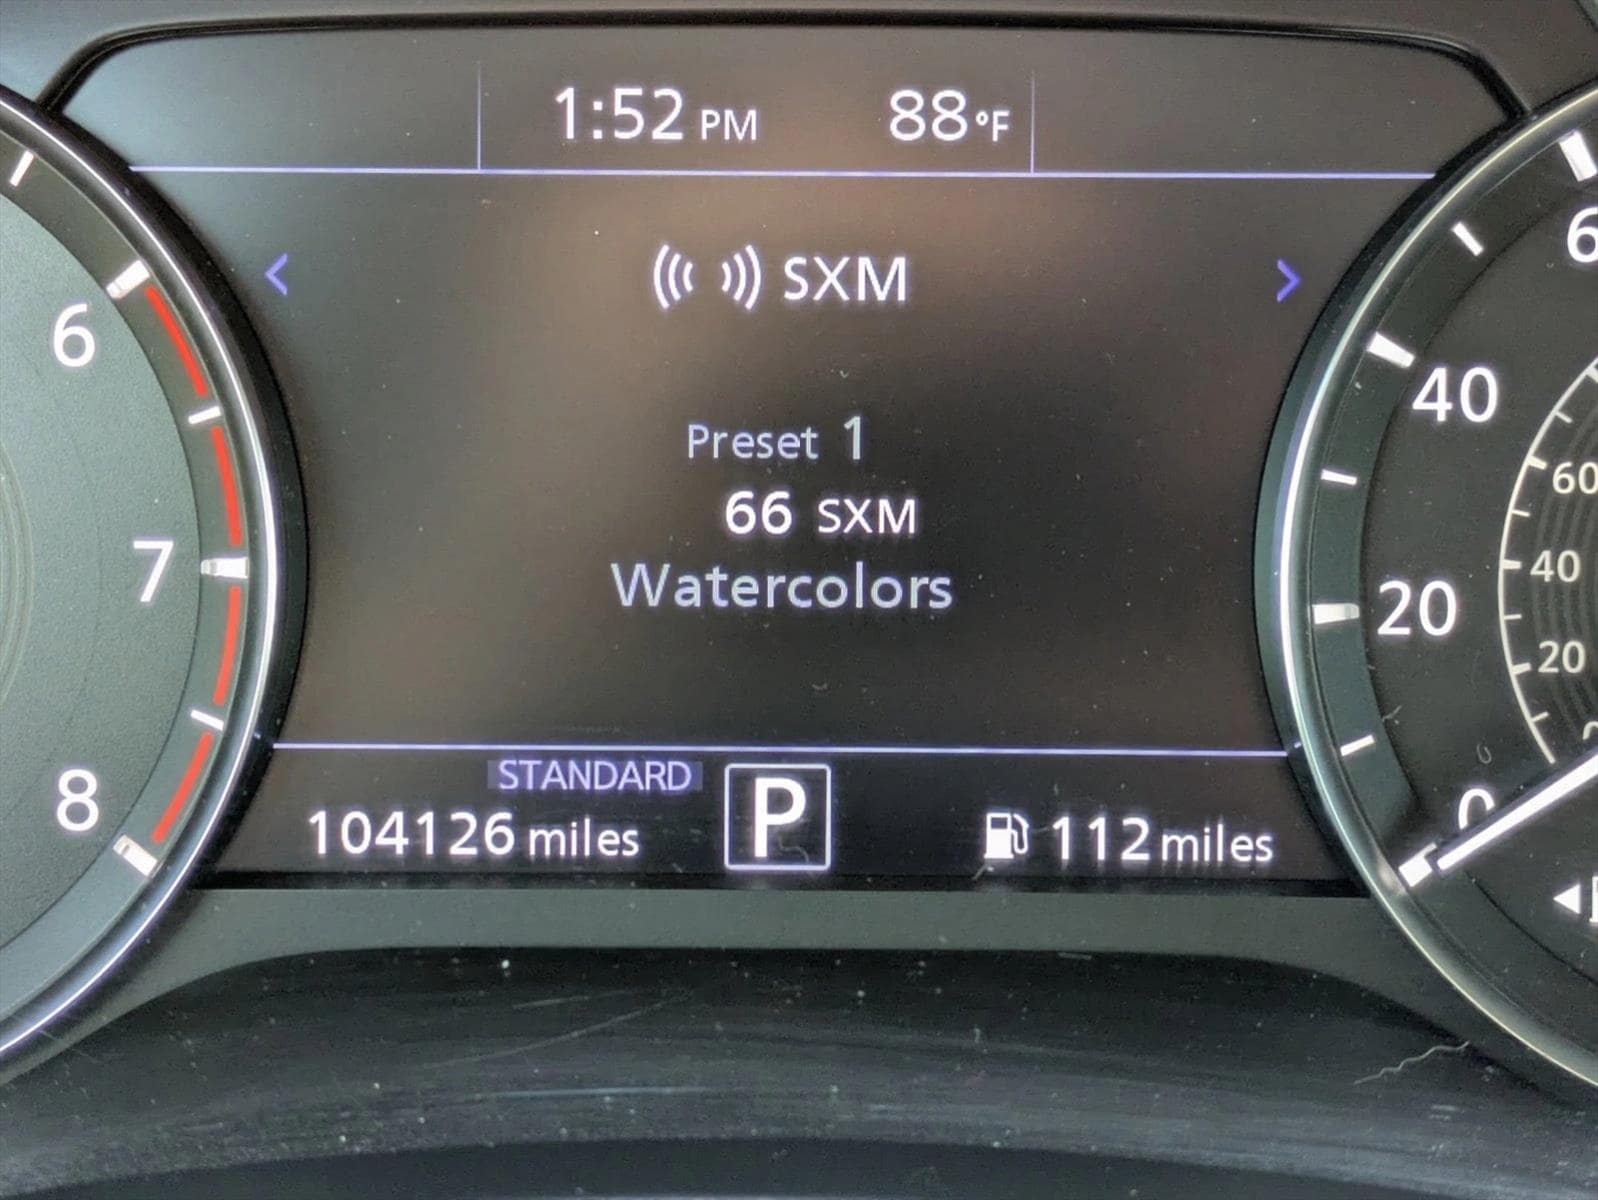 1:52 PM 88°F
SXM
Preset 1
66 SXM
Watercolors
STANDARD
104126 miles P 112 miles
6
7
8
40
20
0
60
40
20